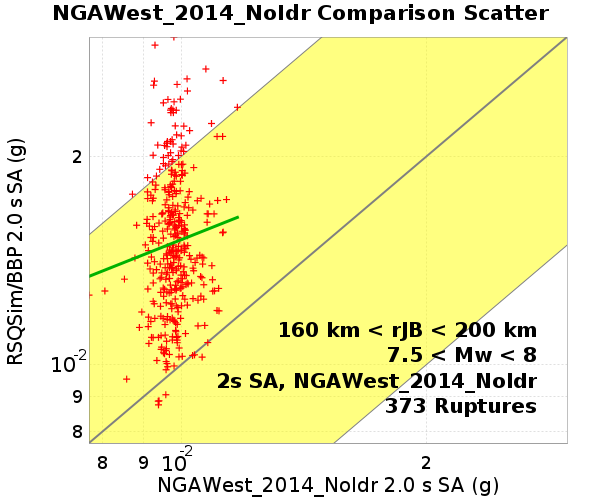 NGAWest_2014_NoIdr Comparison Scatter
RSQSim/BBP 2.0 s SA (g)
2
10-2
9
8
160 km < rJB < 200 km
7.5 < Mw < 8
2s SA, NGAWest_2014_NoIdr
373 Ruptures
8 9 10-2 2
NGAWest_2014_NoIdr 2.0 s SA (g)